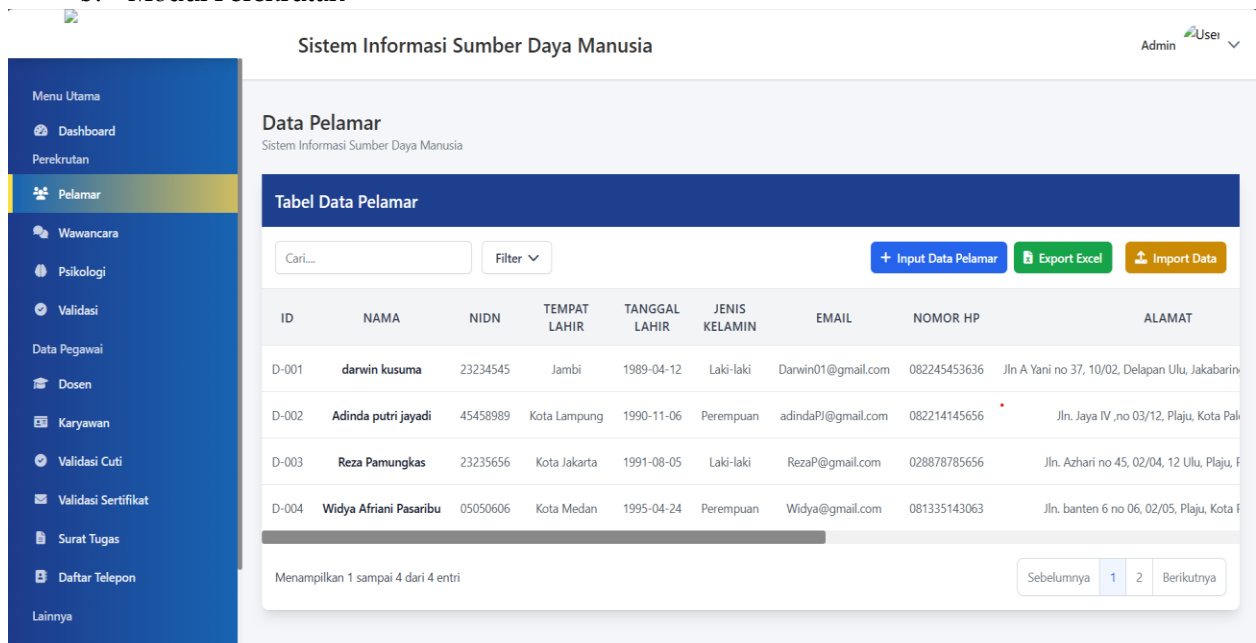 Sistem Informasi Sumber Daya Manusia
Admin
User
Menu Utama
Dashboard
Perekrutan
Pelamar
Wawancara
Psikologi
Validasi
Data Pegawai
Dosen
Karyawan
Validasi Cuti
Validasi Sertifikat
Surat Tugas
Daftar Telepon
Lainnya
Data Pelamar
Sistem Informasi Sumber Daya Manusia
Tabel Data Pelamar
Cari.... Filter + Input Data Pelamar Export Excel Import Data
ID NAMA NIDN TEMPAT LAHIR TANGGAL LAHIR JENIS KELAMIN EMAIL NOMOR HP ALAMAT
D-001 darwin kusuma 23234545 Jambi 1989-04-12 Laki-laki Darwin01@gmail.com 082245453636 Jln A Yani no 37, 10/02, Delapan Ulu, Jakabarin
D-002 Adinda putri jayadi 45458989 Kota Lampung 1990-11-06 Perempuan adindaPJ@gmail.com 082214145656 Jln. Jaya IV ,no 03/12, Plaju, Kota Pal
D-003 Reza Pamungkas 23235656 Kota Jakarta 1991-08-05 Laki-laki RezaP@gmail.com 028878785656 Jln. Azhari no 45, 02/04, 12 Ulu, Plaju,
D-004 Widya Afriani Pasaribu 05050606 Kota Medan 1995-04-24 Perempuan Widya@gmail.com 081335143063 Jln. banten 6 no 06, 02/05, Plaju, Kota
Menampilkan 1 sampai 4 dari 4 entri
Sebelumnya 1 2 Berikutnya